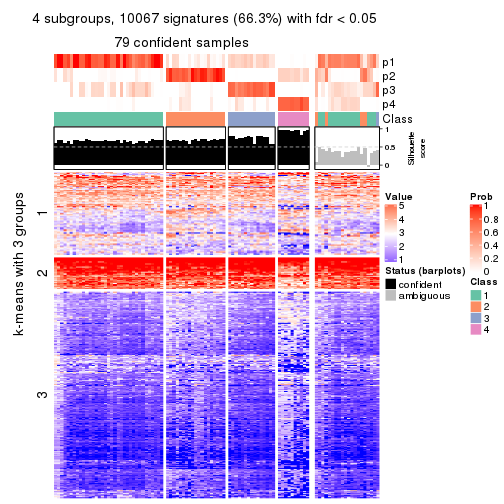 4 subgroups, 10067 signatures (66.3%) with fdr < 0.05
79 confident samples
p1
p2
p3
p4
Class
1
0.5
0
Silhouette
score
k-means with 3 groups
1
2
3
Value
5
4
3
2
1
Status (barplots)
confident
ambiguous
Prob
1
0.8
0.6
0.4
0.2
0
Class
1
2
3
4